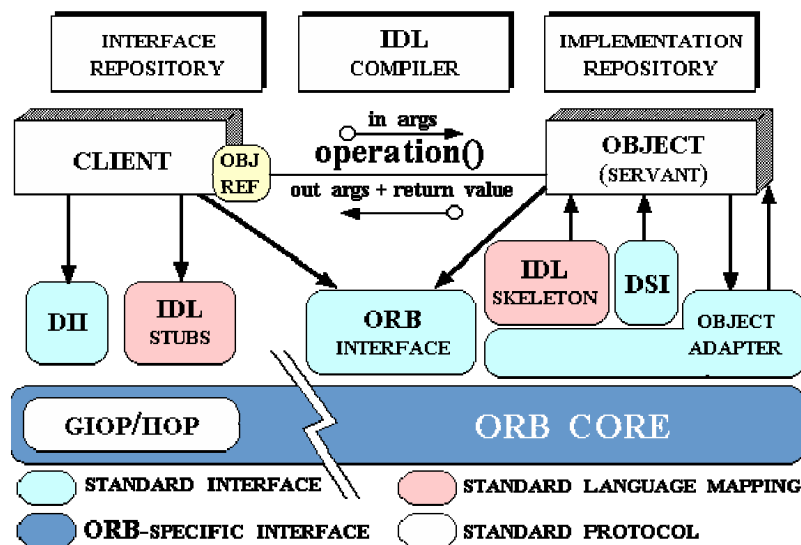 INTERFACE
REPOSITORY
IDL
COMPILER
IMPLEMENTATION
REPOSITORY
in args
CLIENT
OBJ
REF
operation()
OBJECT
(SERVANT)
out args + return value
DII
IDL
STUBS
ORB
INTERFACE
IDL
SKELETON
DSI
OBJECT
ADAPTER
GIOP/IIOP
ORB CORE
STANDARD INTERFACE
STANDARD LANGUAGE MAPPING
ORB-SPECIFIC INTERFACE
STANDARD PROTOCOL